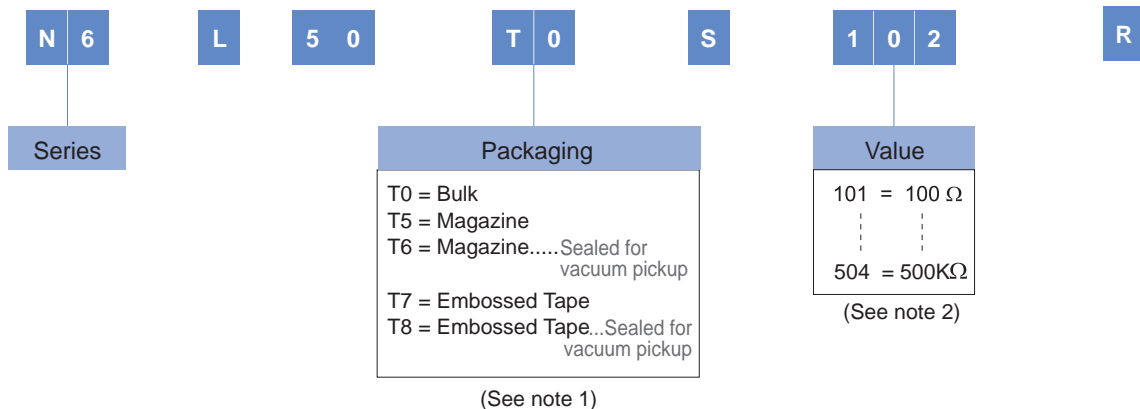 N 6 L 5 0 T 0 S 1 0 2 R
Series
Packaging
T0 = Bulk
T5 = Magazine
T6 = Magazine.....Sealed for
vacuum pickup
T7 = Embossed Tape
T8 = Embossed Tape...Sealed for
vacuum pickup
(See note 1)
Value
101 = 100 Ω
504 = 500KΩ
(See note 2)